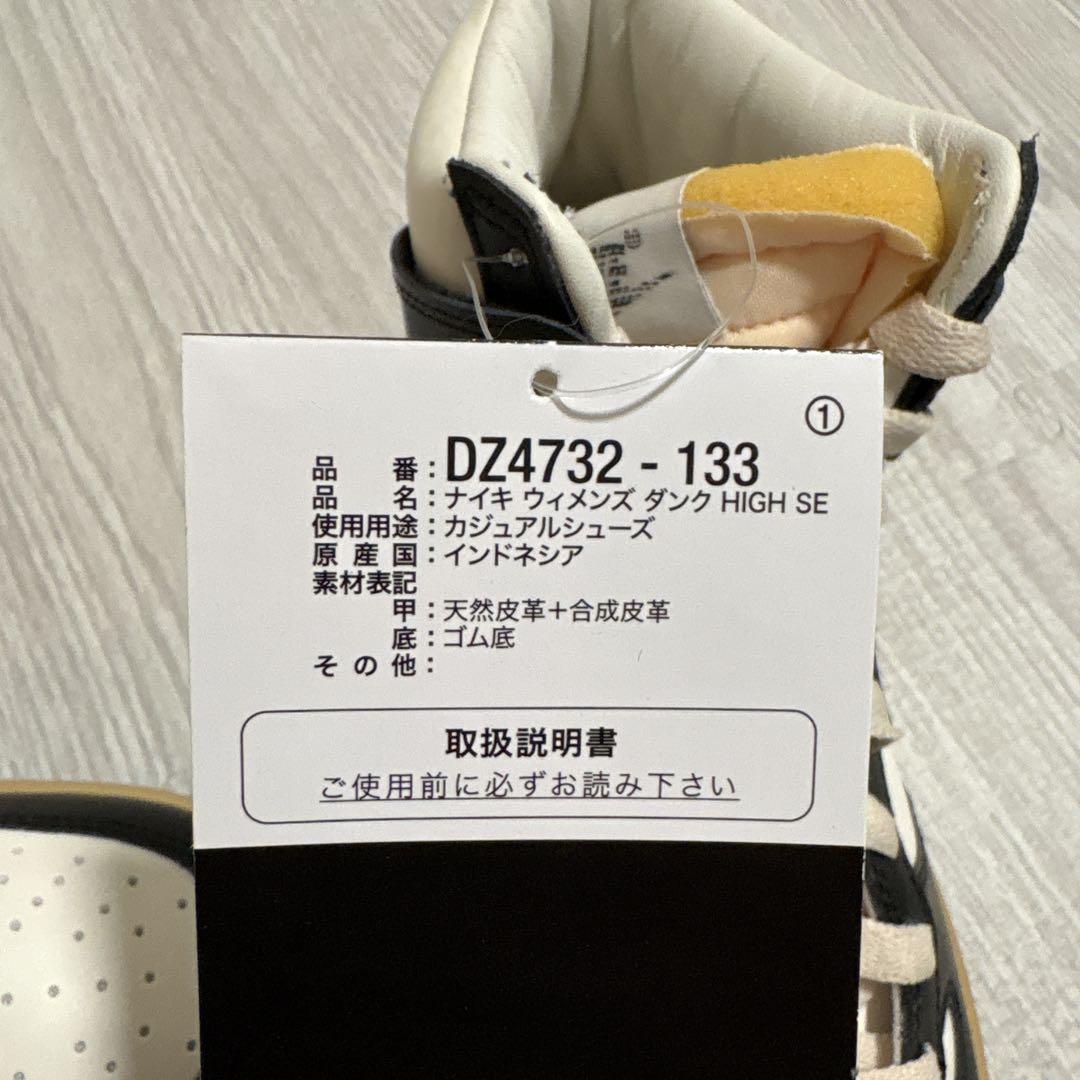 ①
品番：DZ4732 - 133
品名：ナイキ ウィメンズ ダンク HIGH SE
使用用途：カジュアルシューズ
原産国：インドネシア
素材表記
甲：天然皮革＋合成皮革
底：ゴム底
その他：
取扱説明書
ご使用前に必ずお読み下さい